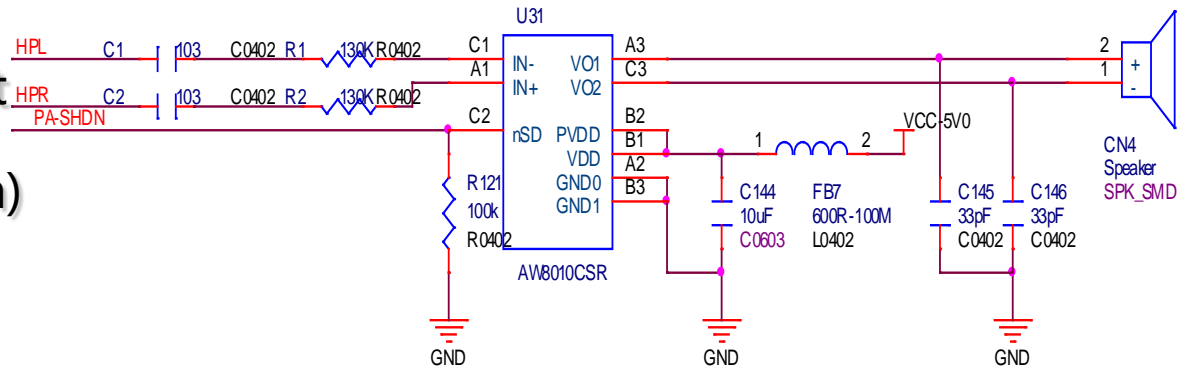 U31
HPL C1 103 C0402 R1 130K R0402 C1 IN- VO1 A3 2 +
HPR C2 103 C0402 R2 130K R0402 A1 IN+ VO2 C3 1 -
t
PA-SHDN C2 nSD PVDD B2
VDD B1 1 2 VCC-5V0
GND0 A2
GND1 B3
)
R121
100k
R0402
AW8010CSR
C144
10uF
C0603
FB7
600R-100M
L0402
C145
33pF
C0402
C146
33pF
C0402
CN4
Speaker
SPK_SMD
GND GND GND